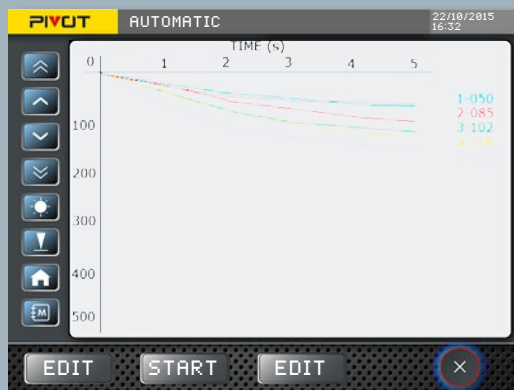 PIVOT
AUTOMATIC
22/10/2015
16:32
TIME (s)
0 1 2 3 4 5
100
200
300
400
500
1-050
2-085
3-102
EDIT
START
EDIT
M